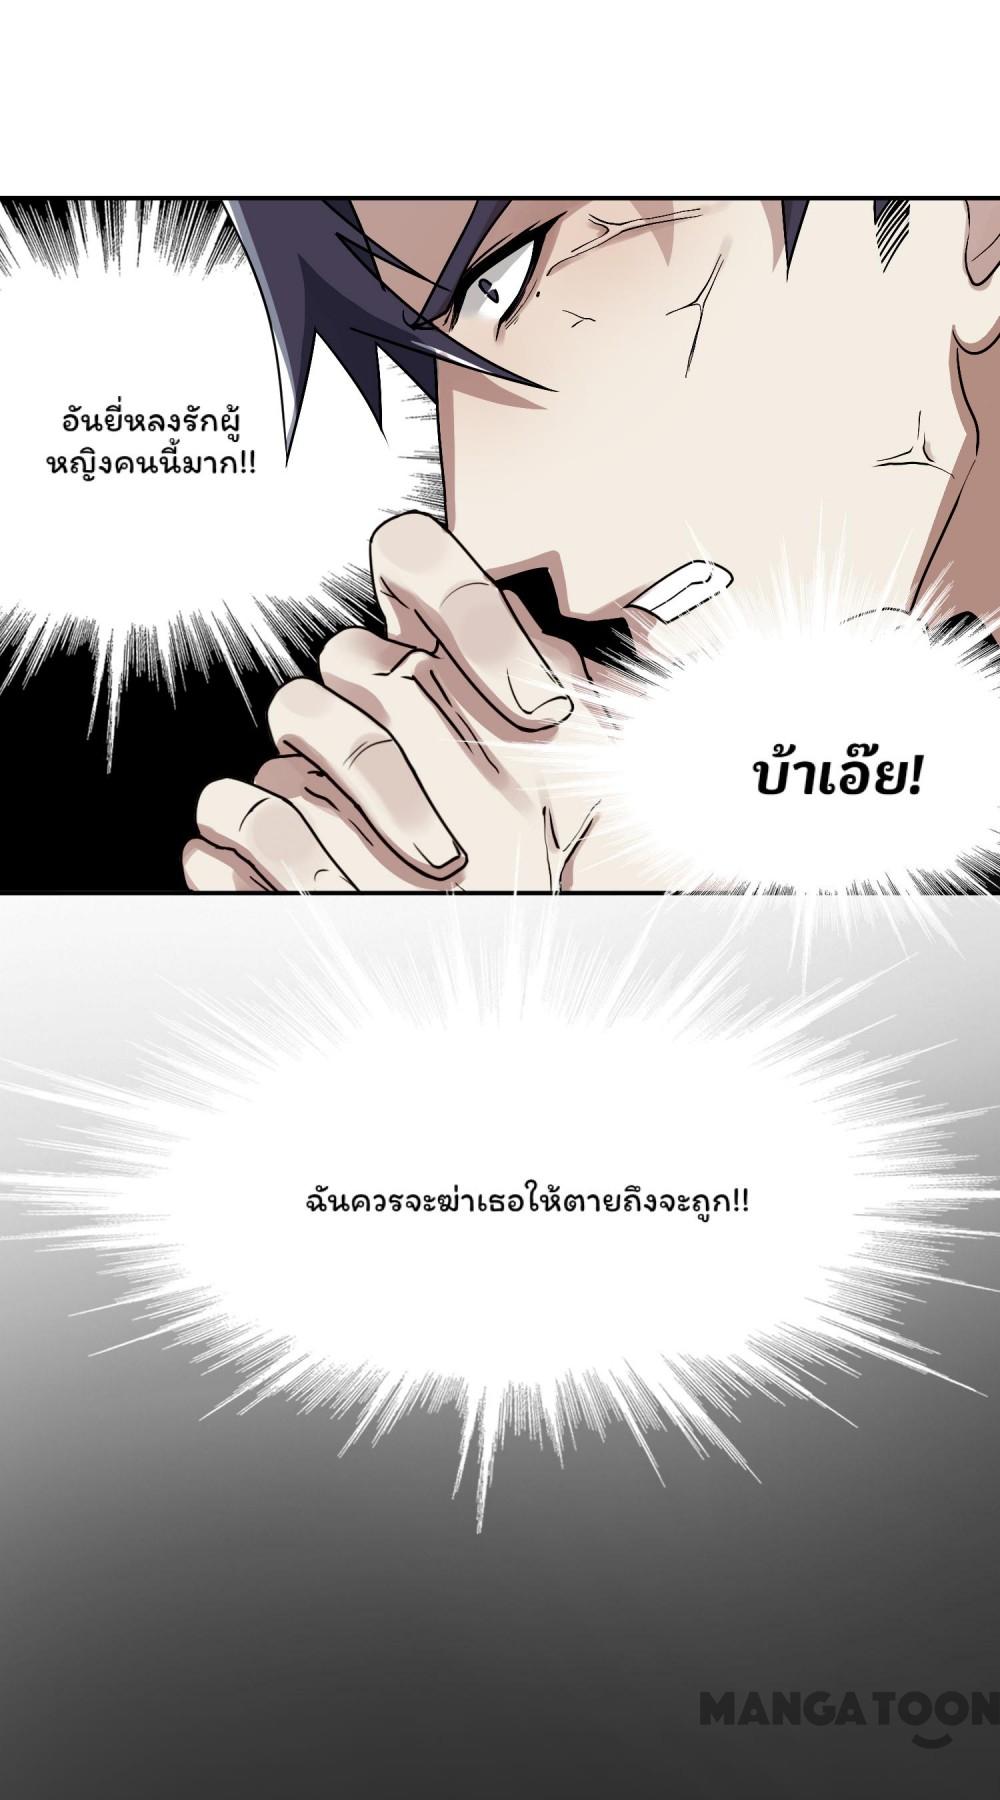 อันยี่หลงรักผู้
หญิงคนนี้มาก!!
บ้าเอ๊ย!
ฉันควรจะฆ่าเธอให้ตายถึงจะถูก!!
MANGATOON